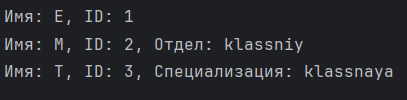 Имя: E, ID: 1
Имя: M, ID: 2, Отдел: klassniy
Имя: T, ID: 3, Специализация: klassnaya